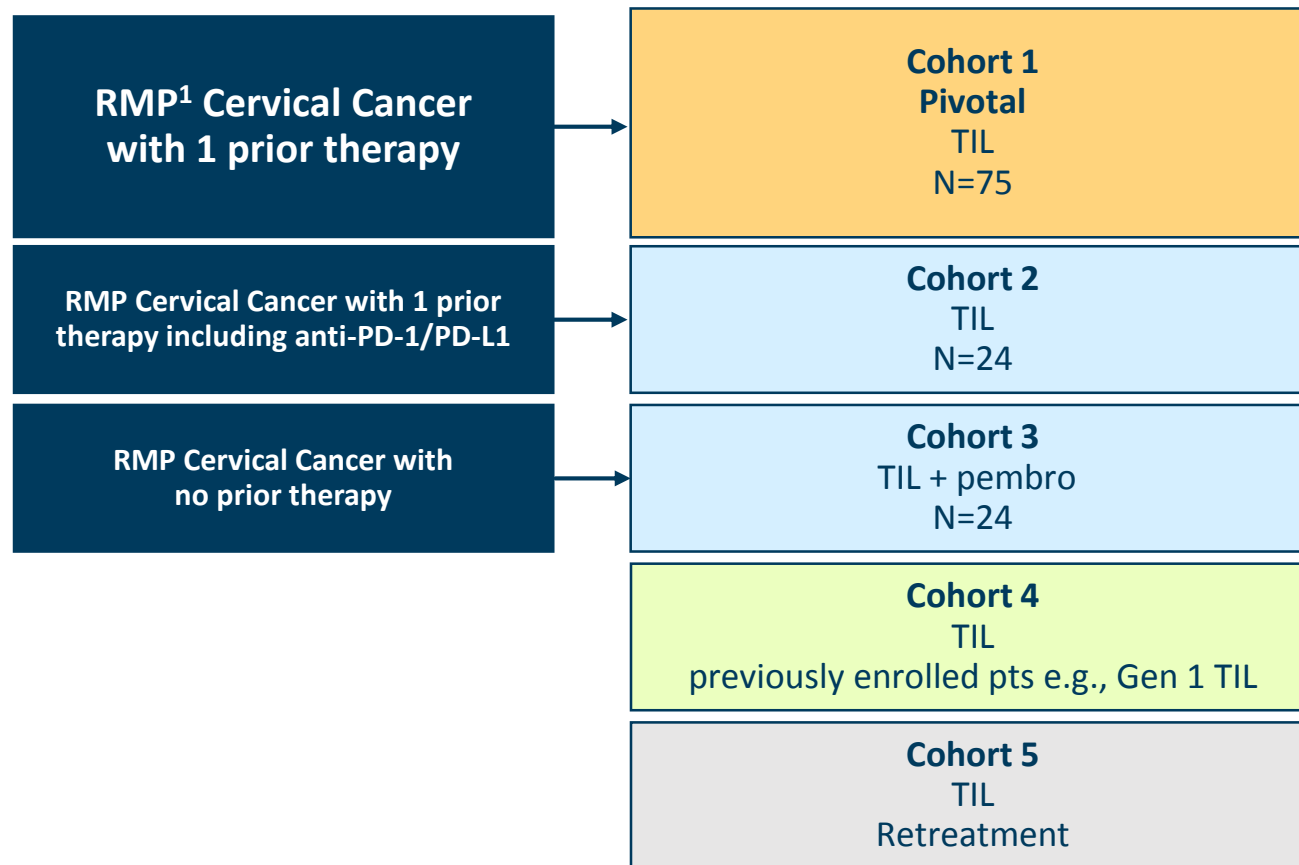 RMP¹ Cervical Cancer
with 1 prior therapy
Cohort 1
Pivotal
TIL
N=75
RMP Cervical Cancer with 1 prior
therapy including anti-PD-1/PD-L1
Cohort 2
TIL
N=24
RMP Cervical Cancer with
no prior therapy
Cohort 3
TIL + pembro
N=24
Cohort 4
TIL
previously enrolled pts e.g., Gen 1 TIL
Cohort 5
TIL
Retreatment